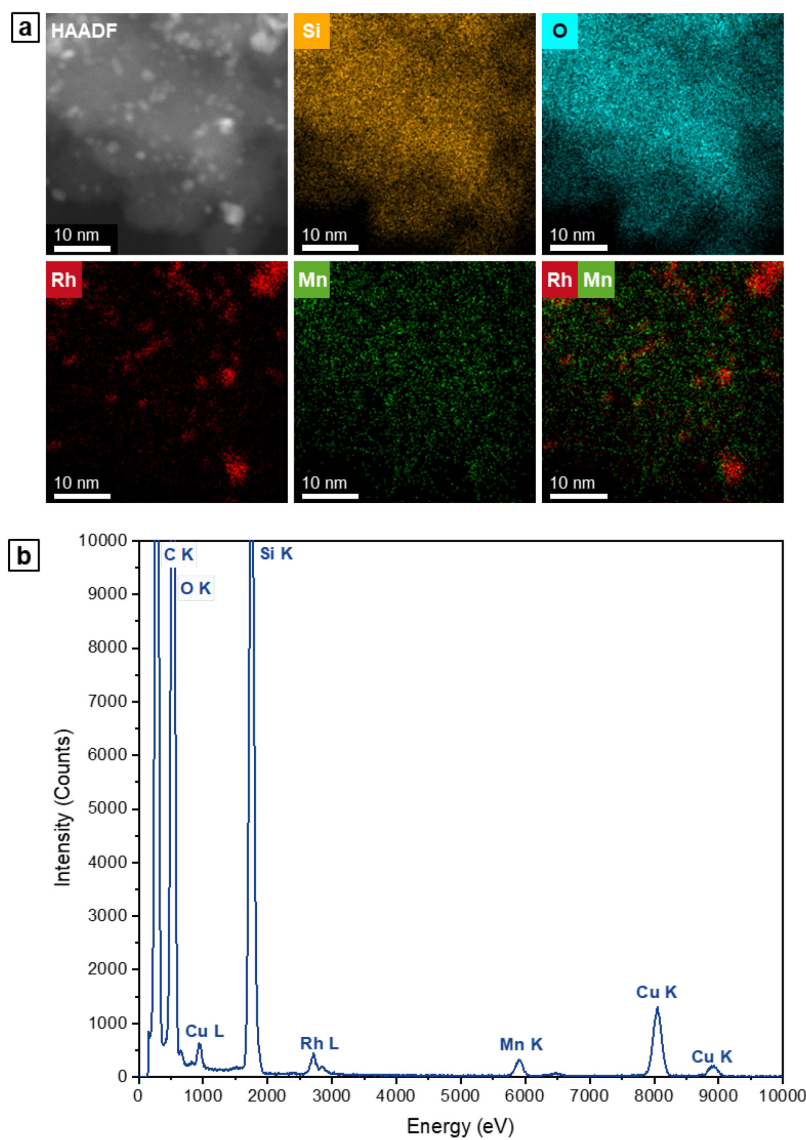 a
HAADF
Si
O
10 nm
10 nm
10 nm
Rh
Mn
Rh Mn
10 nm
10 nm
10 nm
b
10000
9000
8000
7000
6000
5000
4000
3000
2000
1000
0
Intensity (Counts)
C K
O K
Si K
Cu L
Rh L
Mn K
Cu K
Cu K
0 1000 2000 3000 4000 5000 6000 7000 8000 9000 10000
Energy (eV)